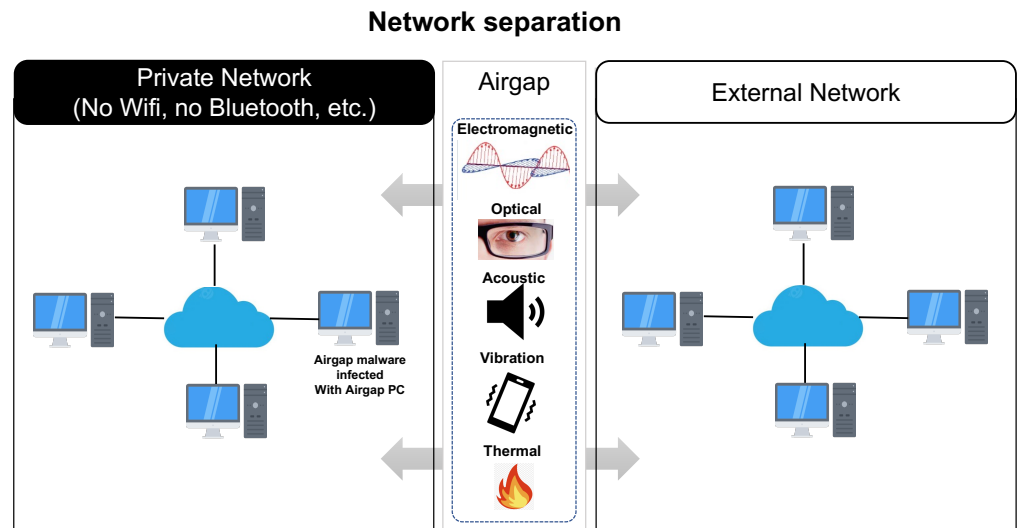 Network separation
Private Network
(No Wifi, no Bluetooth, etc.)
Airgap
External Network
Electromagnetic
Optical
Acoustic
Vibration
Thermal
Airgap malware
infected
With Airgap PC